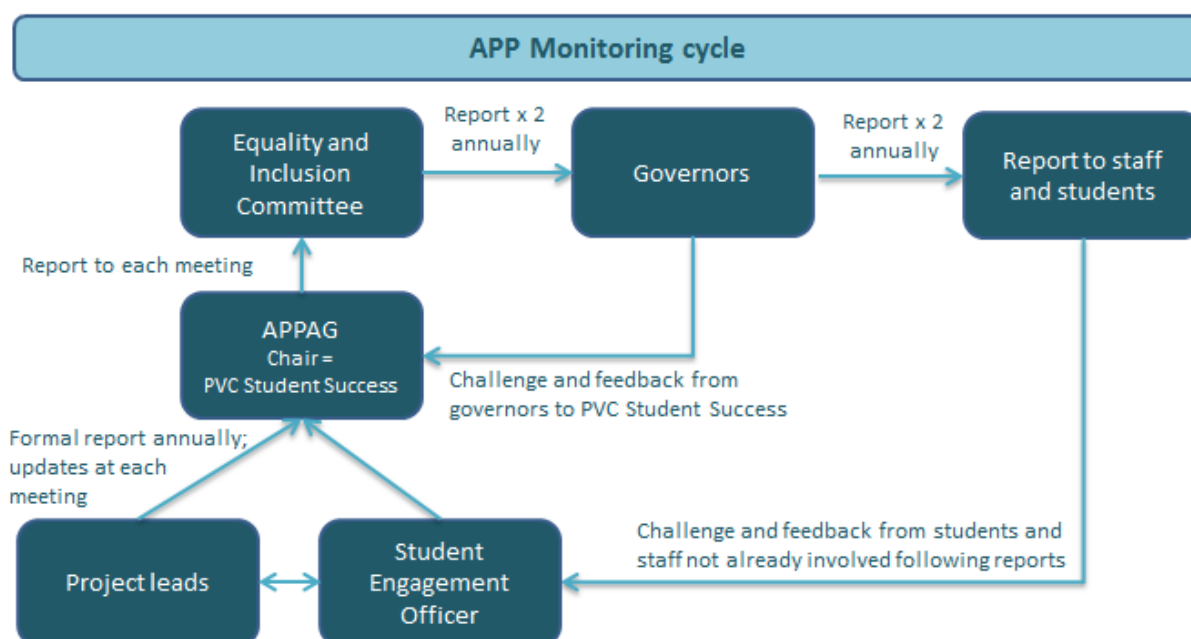 APP Monitoring cycle
Equality and
Inclusion
Committee
Report x 2
annually
Governors
Report x 2
annually
Report to staff
and students
Report to each meeting
APPAG
Chair =
PVC Student Success
Challenge and feedback from
governors to PVC Student Success
Formal report annually;
updates at each
meeting
Project leads
Student
Engagement
Officer
Challenge and feedback from students and
staff not already involved following reports